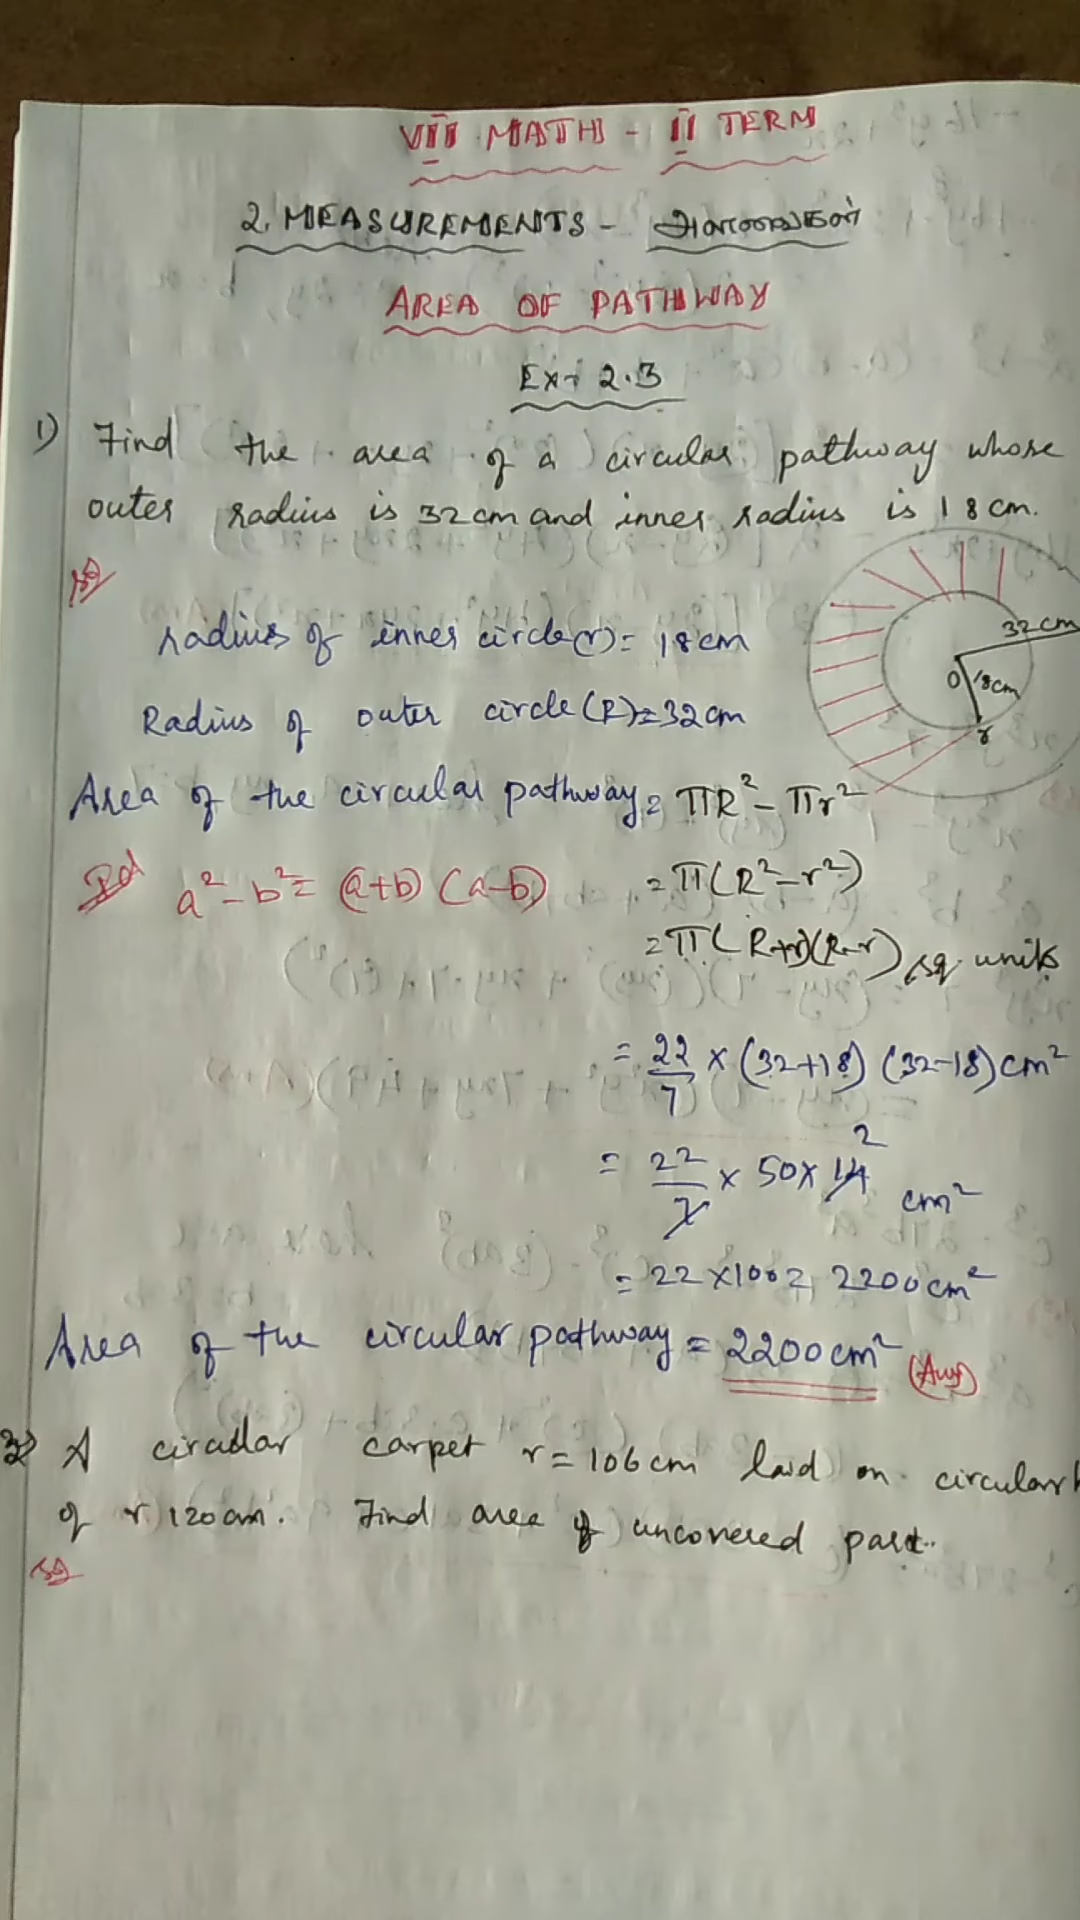 VII MATH - II TERM
2. MEASUREMENTS - அளவைகள்
AREA OF PATHWAY
Ex- 2.3
1) Find the area of a circular pathway whose
outer radius is 32 cm and inner radius is 18 cm.
radius of inner circle (r) = 18 cm
Radius of outer circle (R) = 32 cm
32 cm
O 18cm
r
Area of the circular pathway = πR² - πr²
a² - b² = (a+b) (a-b)
= π(R² - r²)
= π(R+r)(R-r) sq. units
= 22/7 × (32+18) (32-18) cm²
= 22/7 × 50 × 14 2 cm²
= 22 × 100 = 2200 cm²
Area of the circular pathway = 2200 cm² (Ans)
A circular carpet r = 106 cm laid on circular
of r 120 cm. Find area of uncovered part.